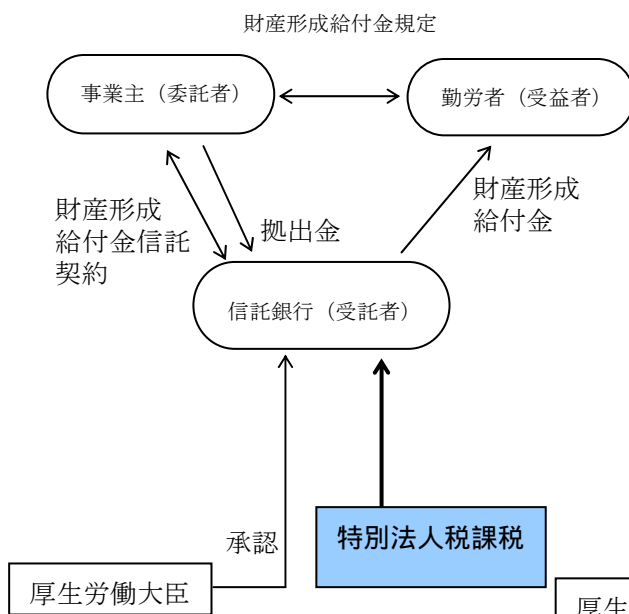 財産形成給付金規定
事業主（委託者）
勤労者（受益者）
財産形成
給付金信託
契約
拠出金
財産形成
給付金
信託銀行（受託者）
承認
特別法人税課税
厚生労働大臣
厚生